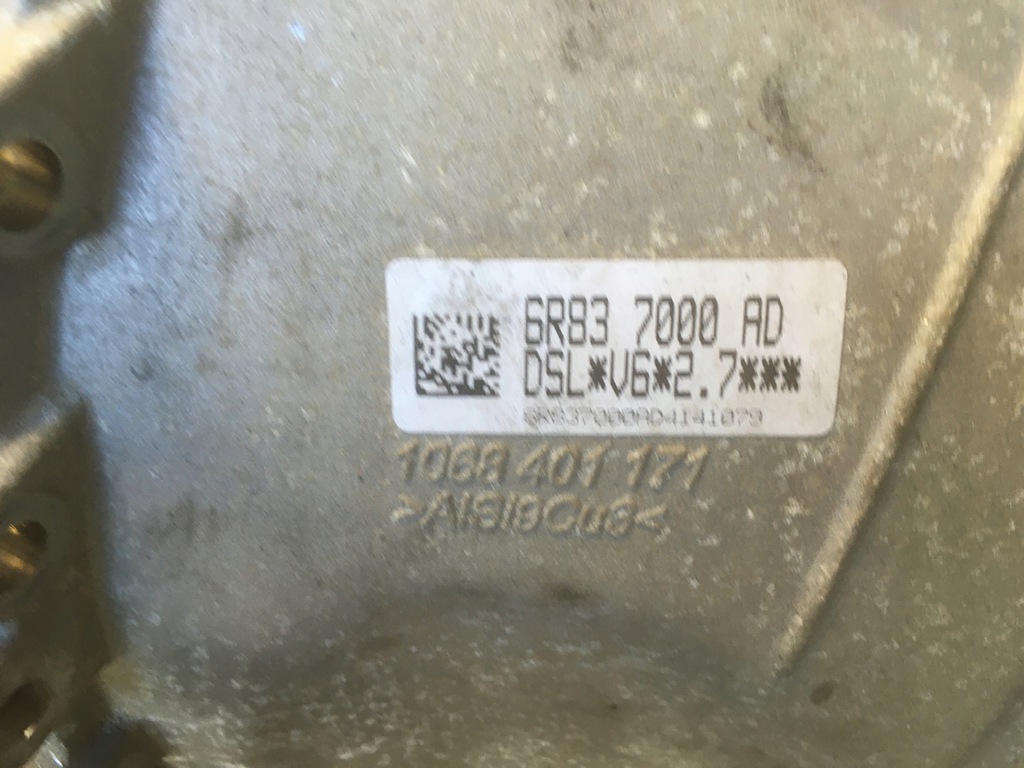 6R83 7000 AD
DSL*V6*2.7***
6R837000AD4141079
1068 401 171
>AlSi9Cu3<